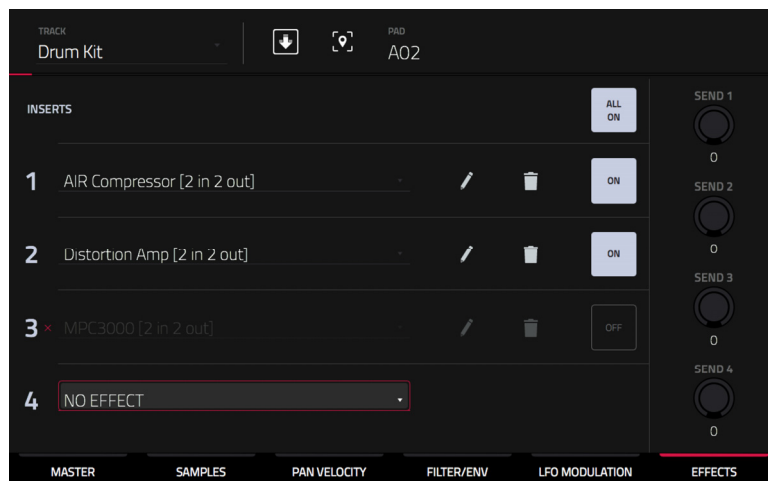 TRACK
Drum Kit
PAD
A02
INSERTS
ALL
ON
1 AIR Compressor [2 in 2 out] ON
2 Distortion Amp [2 in 2 out] ON
3 × MPC3000 [2 in 2 out] OFF
4 NO EFFECT
SEND 1
0
SEND 2
0
SEND 3
0
SEND 4
0
MASTER SAMPLES PAN VELOCITY FILTER/ENV LFO MODULATION EFFECTS